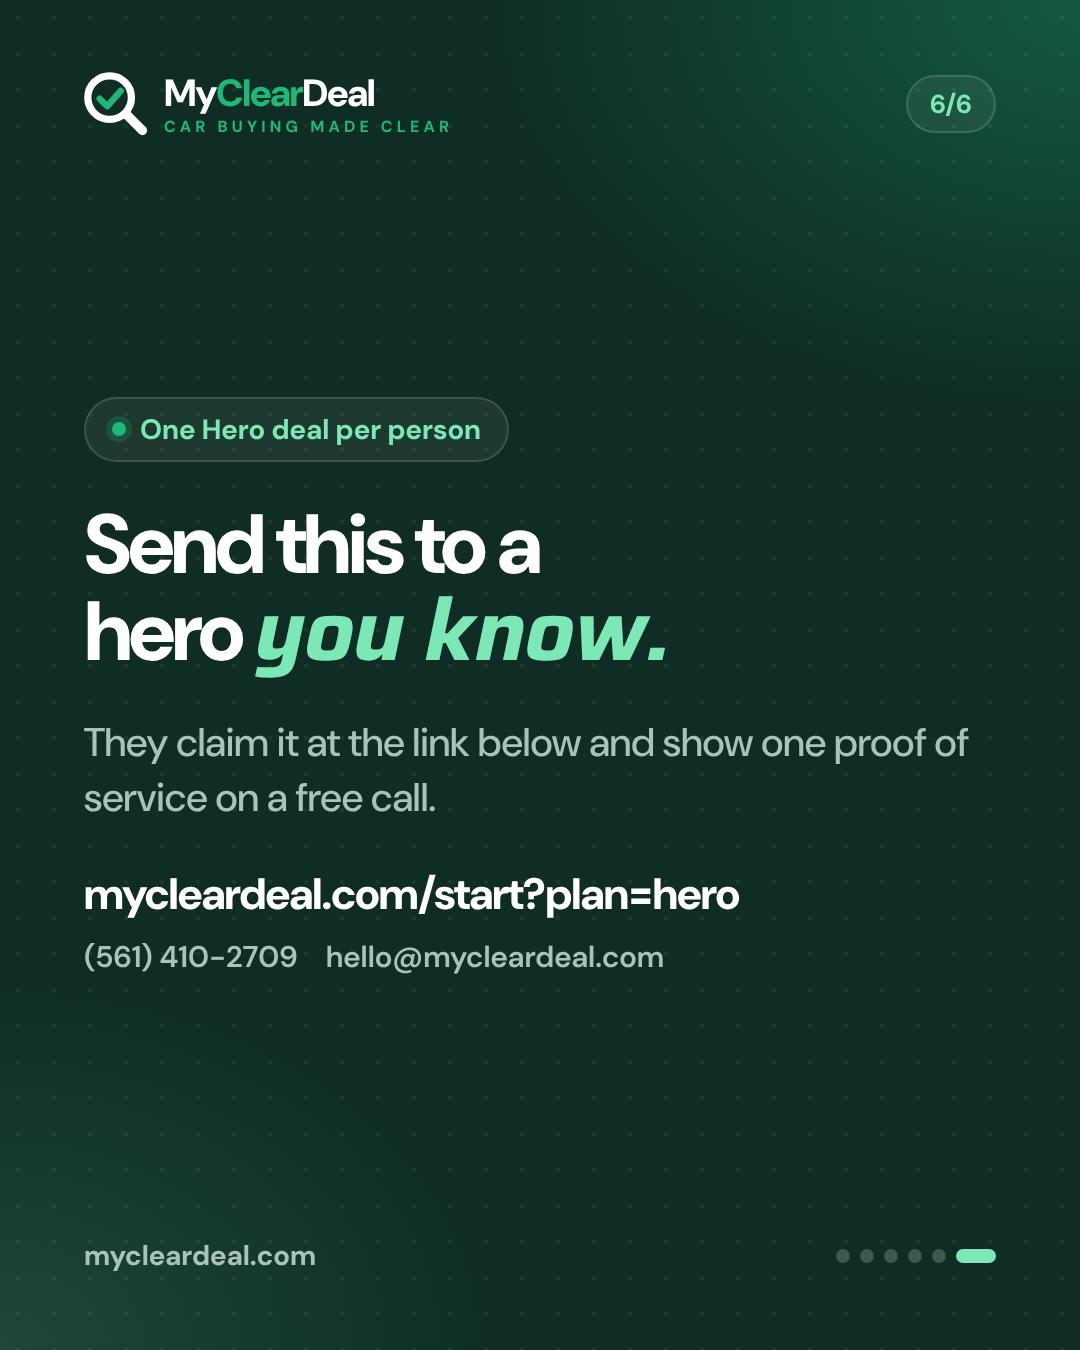 MyClearDeal
CAR BUYING MADE CLEAR
6/6
One Hero deal per person
Send this to a
hero you know.
They claim it at the link below and show one proof of
service on a free call.
mycleardeal.com/start?plan=hero
(561) 410-2709 hello@mycleardeal.com
mycleardeal.com